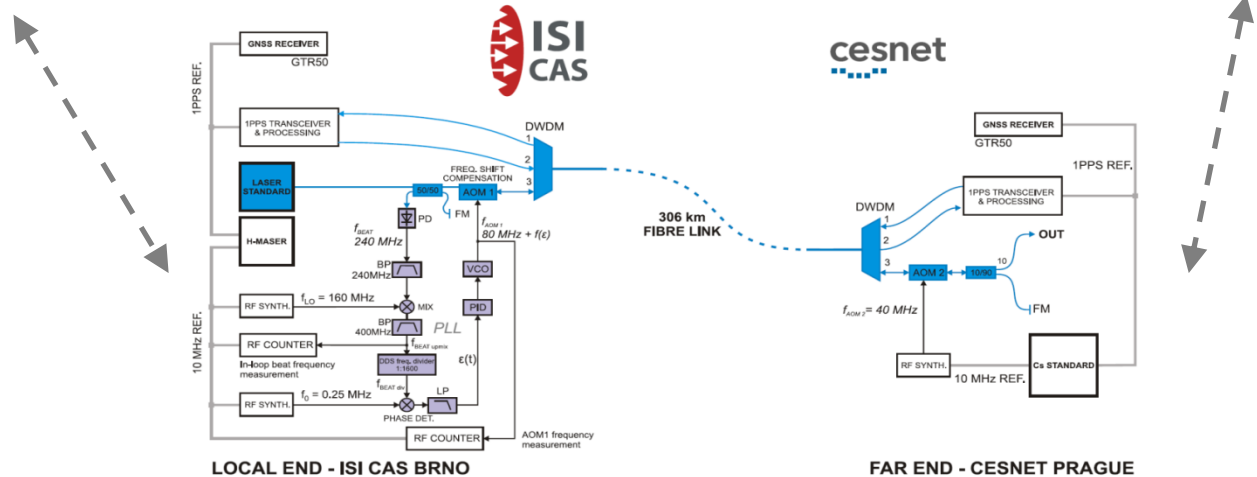 ISI
CAS
cesnet
GNSS RECEIVER
GTR50
1PPS REF.
1PPS TRANSCEIVER
& PROCESSING
DWDM
1
2
3
LASER
STANDARD
FREQ. SHIFT
COMPENSATION
50/50
AOM 1
FM
PD
H-MASER
fBEAT
240 MHz
fAOM 1
80 MHz + f(ε)
BP
240MHz
VCO
RF SYNTH.
fLO = 160 MHz
MIX
PID
BP
400MHz
PLL
10 MHz REF.
RF COUNTER
fBEAT upmix
In-loop beat frequency
measurement
DDS freq. divider
1:1600
ε(t)
fBEAT div
LP
RF SYNTH.
f0 = 0.25 MHz
PHASE DET.
RF COUNTER
AOM1 frequency
measurement
LOCAL END - ISI CAS BRNO
306 km
FIBRE LINK
GNSS RECEIVER
GTR50
1PPS REF.
1PPS TRANSCEIVER
& PROCESSING
DWDM
1
2
3
OUT
10
AOM 2
10/90
FM
fAOM 2 = 40 MHz
RF SYNTH.
Cs STANDARD
10 MHz REF.
FAR END - CESNET PRAGUE